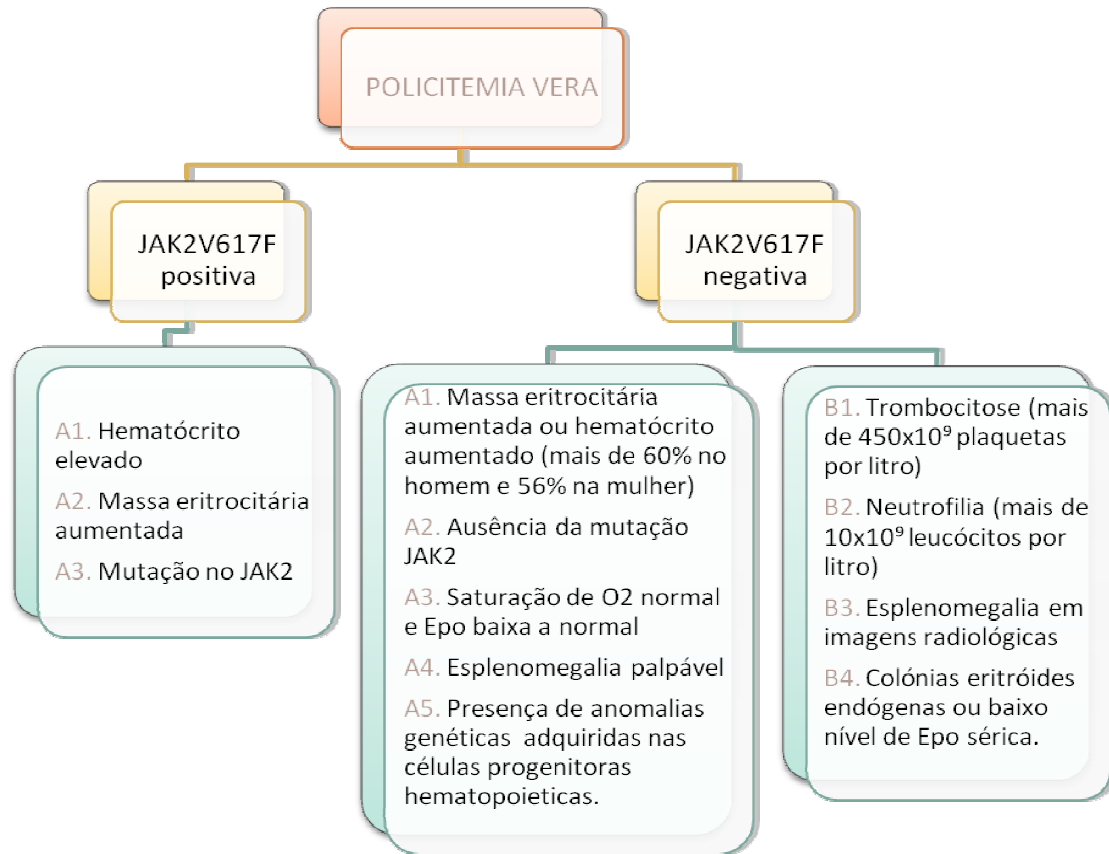 POLICITEMIA VERA
JAK2V617F
positiva
JAK2V617F
negativa
A1. Hematócrito
elevado
A2. Massa eritrocitária
aumentada
A3. Mutação no JAK2
A1. Massa eritrocitária
aumentada ou hematócrito
aumentado (mais de 60% no
homem e 56% na mulher)
A2. Ausência da mutação
JAK2
A3. Saturação de O2 normal
e Epo baixa a normal
A4. Esplenomegalia palpável
A5. Presença de anomalias
genéticas adquiridas nas
células progenitoras
hematopoieticas.
B1. Trombocitose (mais
de 450x10⁹ plaquetas
por litro)
B2. Neutrofilia (mais de
10x10⁹ leucócitos por
litro)
B3. Esplenomegalia em
imagens radiológicas
B4. Colónias eritróides
endógenas ou baixo
nível de Epo sérica.